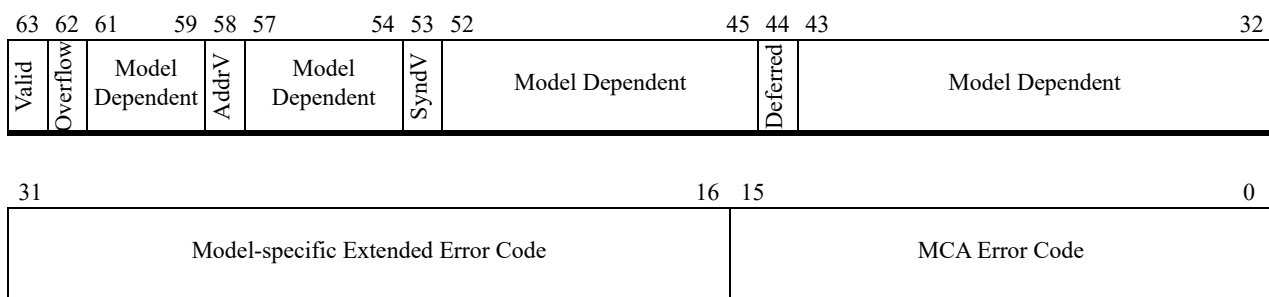 63 62 61 59 58 57 54 53 52 45 44 43 32
Valid
Overflow
Model
Dependent
AddrV
Model
Dependent
SyndV
Model Dependent
Deferred
Model Dependent
31 16 15 0
Model-specific Extended Error Code
MCA Error Code